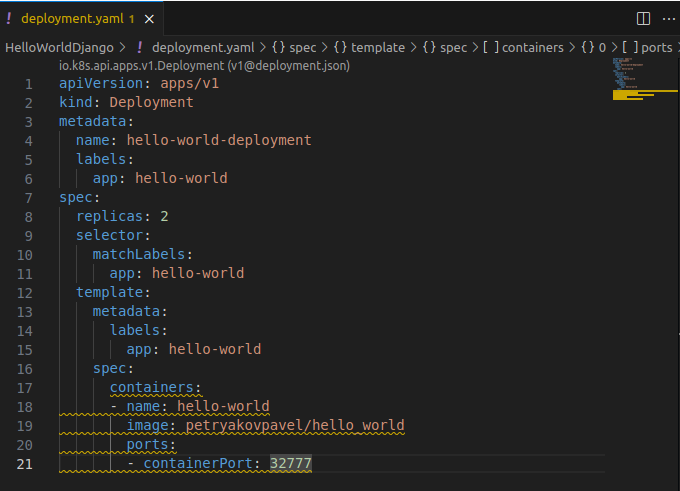 ! deployment.yaml 1 ×
HelloWorldDjango > ! deployment.yaml > {} spec > {} template > {} spec > [ ] containers > {} 0 > [ ] ports >
io.k8s.api.apps.v1.Deployment (v1@deployment.json)
1 apiVersion: apps/v1
2 kind: Deployment
3 metadata:
4   name: hello-world-deployment
5   labels:
6     app: hello-world
7 spec:
8   replicas: 2
9   selector:
10     matchLabels:
11       app: hello-world
12   template:
13     metadata:
14       labels:
15         app: hello-world
16     spec:
17       containers:
18       - name: hello-world
19         image: petryakovpavel/hello_world
20         ports:
21         - containerPort: 32777